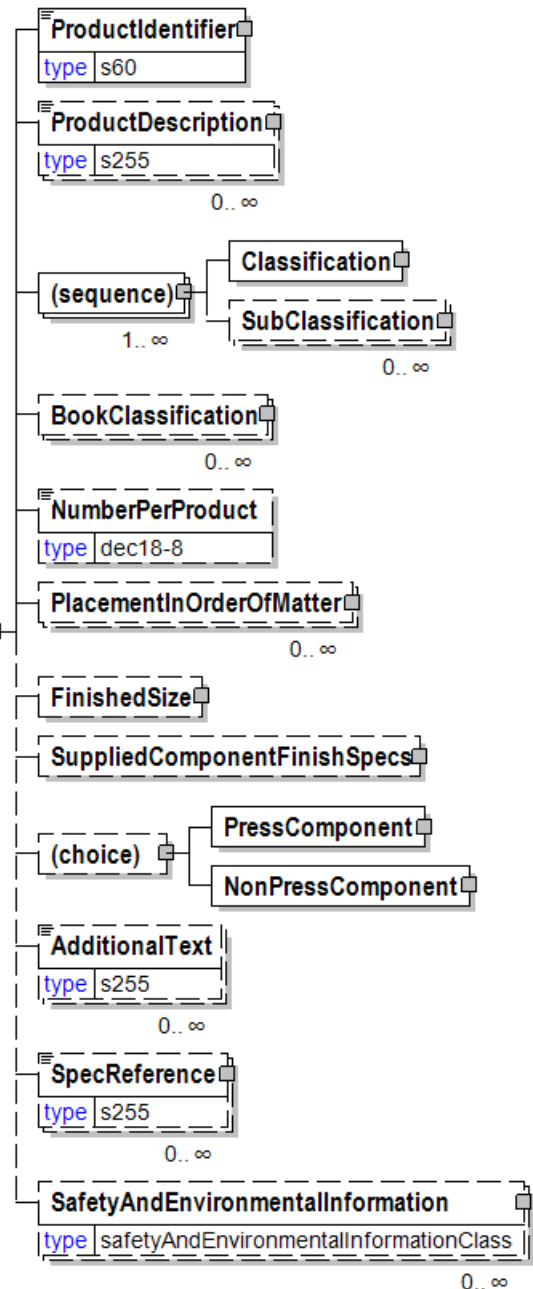 ProductIdentifier
type s60
ProductDescription
type s255
0.. ∞
Classification
(sequence)
SubClassification
1.. ∞
0.. ∞
BookClassification
0.. ∞
NumberPerProduct
type dec18-8
PlacementInOrderOfMatter
0.. ∞
FinishedSize
SuppliedComponentFinishSpecs
PressComponent
(choice)
NonPressComponent
AdditionalText
type s255
0.. ∞
SpecReference
type s255
0.. ∞
SafetyAndEnvironmentalInformation
type safetyAndEnvironmentalInformationClass
0.. ∞